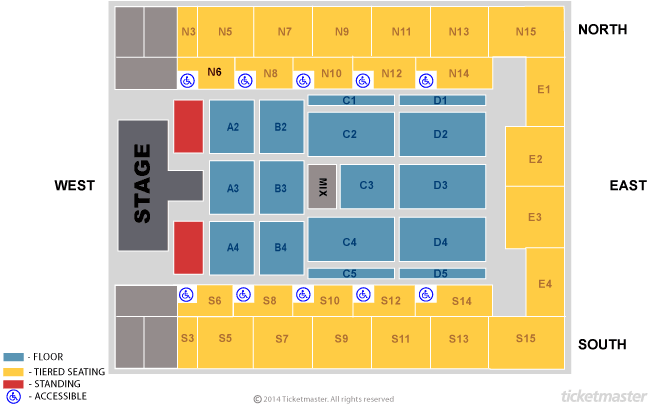 NORTH
N3 N5 N7 N9 N11 N13 N15
N6 N8 N10 N12 N14
E1
C1 D1
A2 B2 C2 D2
E2
STAGE
WEST
A3 B3 MIX C3 D3
EAST
E3
A4 B4 C4 D4
C5 D5
E4
S6 S8 S10 S12 S14
S3 S5 S7 S9 S11 S13 S15
SOUTH
- FLOOR
- TIERED SEATING
- STANDING
- ACCESSIBLE
© 2014 Ticketmaster. All rights reserved
ticketmaster